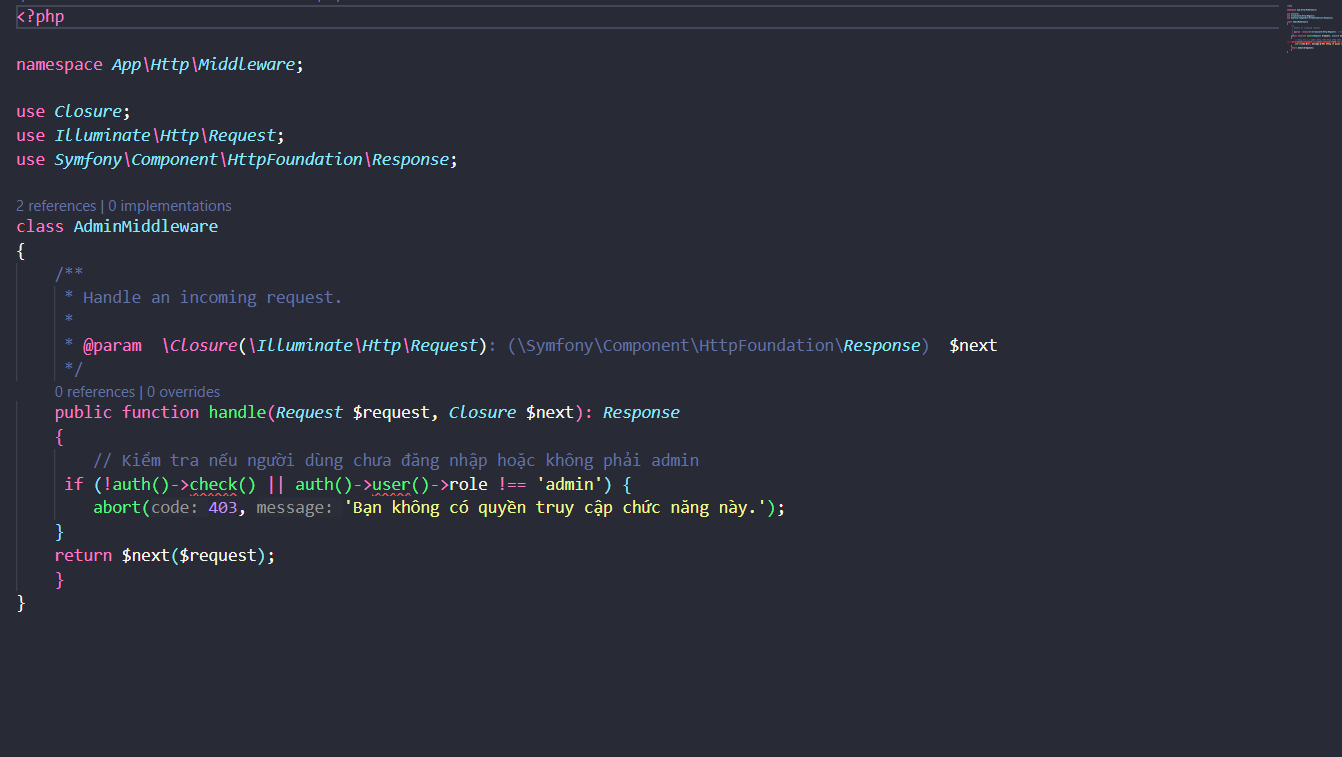 <?php
namespace App\Http\Middleware;
use Closure;
use Illuminate\Http\Request;
use Symfony\Component\HttpFoundation\Response;
2 references | 0 implementations
class AdminMiddleware
{
/**
* Handle an incoming request.
*
* @param  \Closure(\Illuminate\Http\Request): (\Symfony\Component\HttpFoundation\Response)  $next
*/
0 references | 0 overrides
public function handle(Request $request, Closure $next): Response
{
// Kiểm tra nếu người dùng chưa đăng nhập hoặc không phải admin
if (!auth()->check() || auth()->user()->role !== 'admin') {
abort(code: 403, message: 'Bạn không có quyền truy cập chức năng này.');
}
return $next($request);
}
}